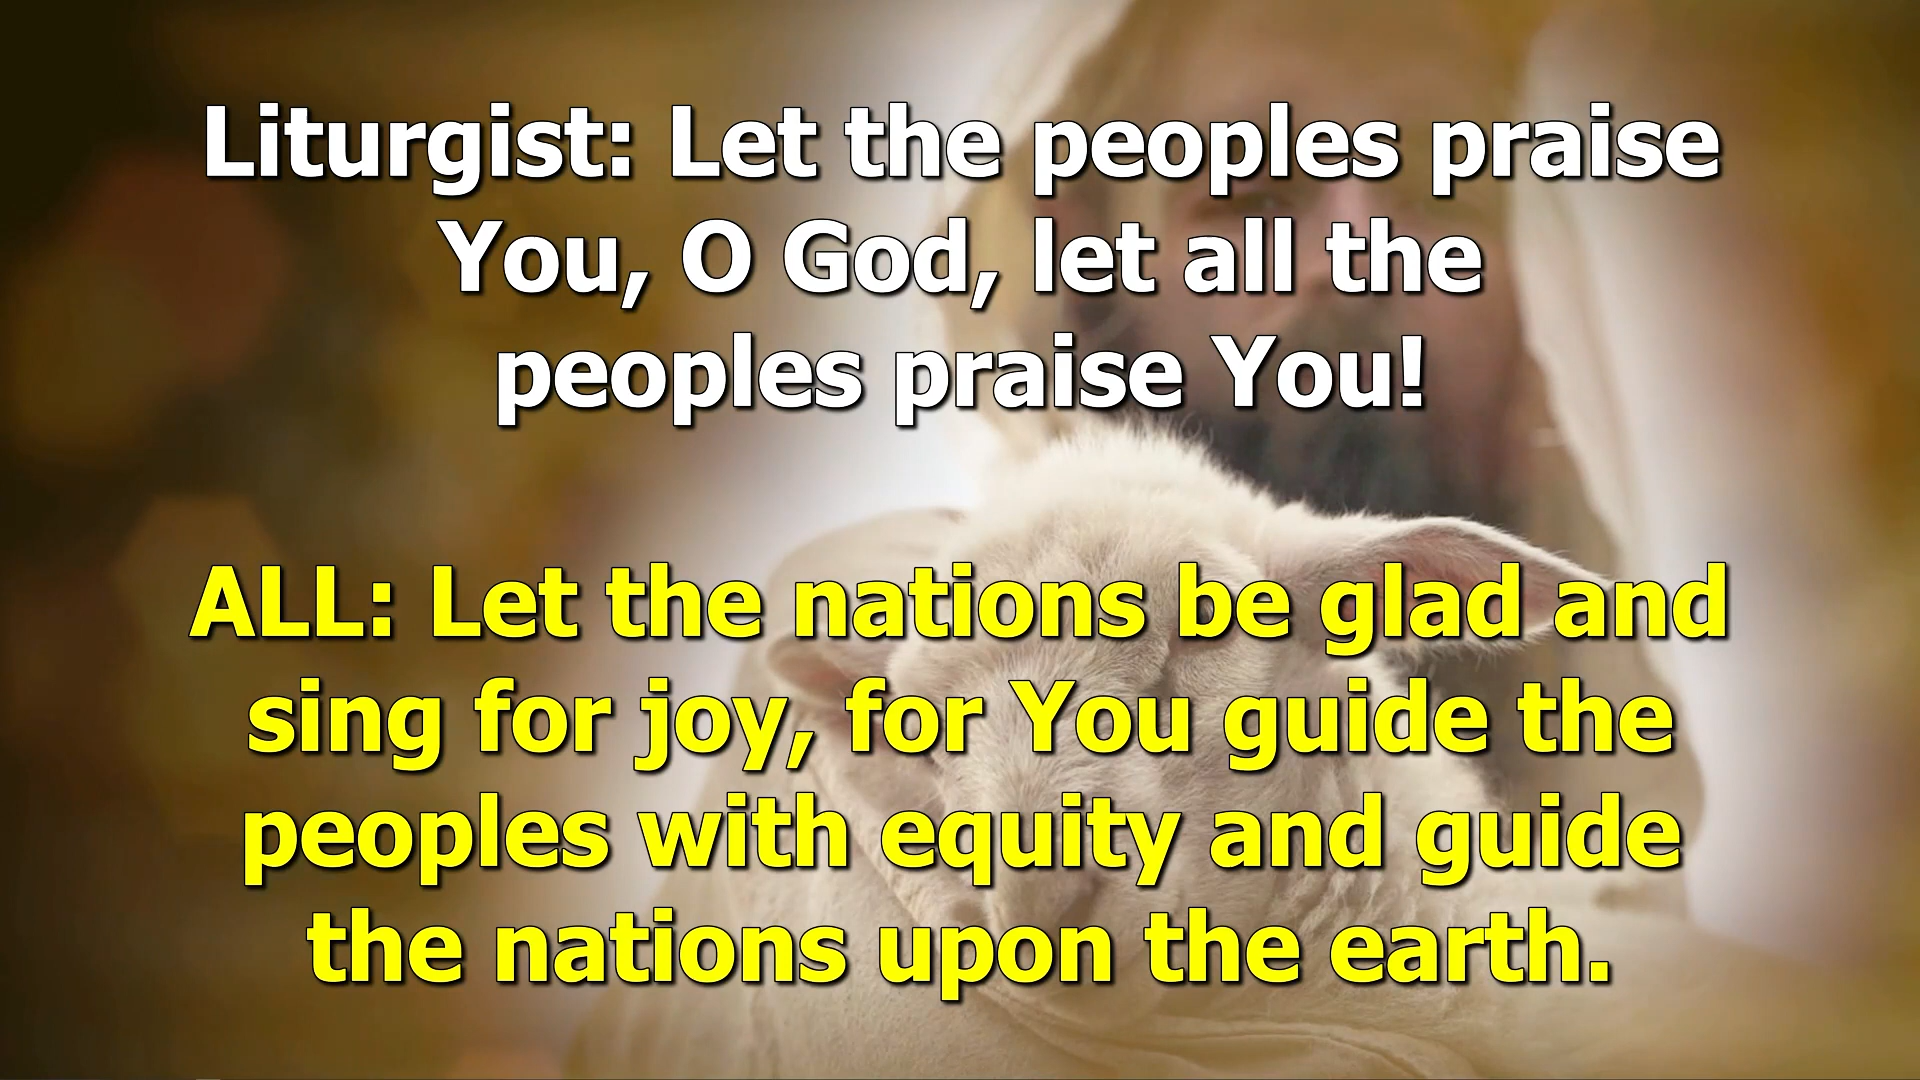 Liturgist: Let the peoples praise
You, O God, let all the
peoples praise You!
ALL: Let the nations be glad and
sing for joy, for You guide the
peoples with equity and guide
the nations upon the earth.